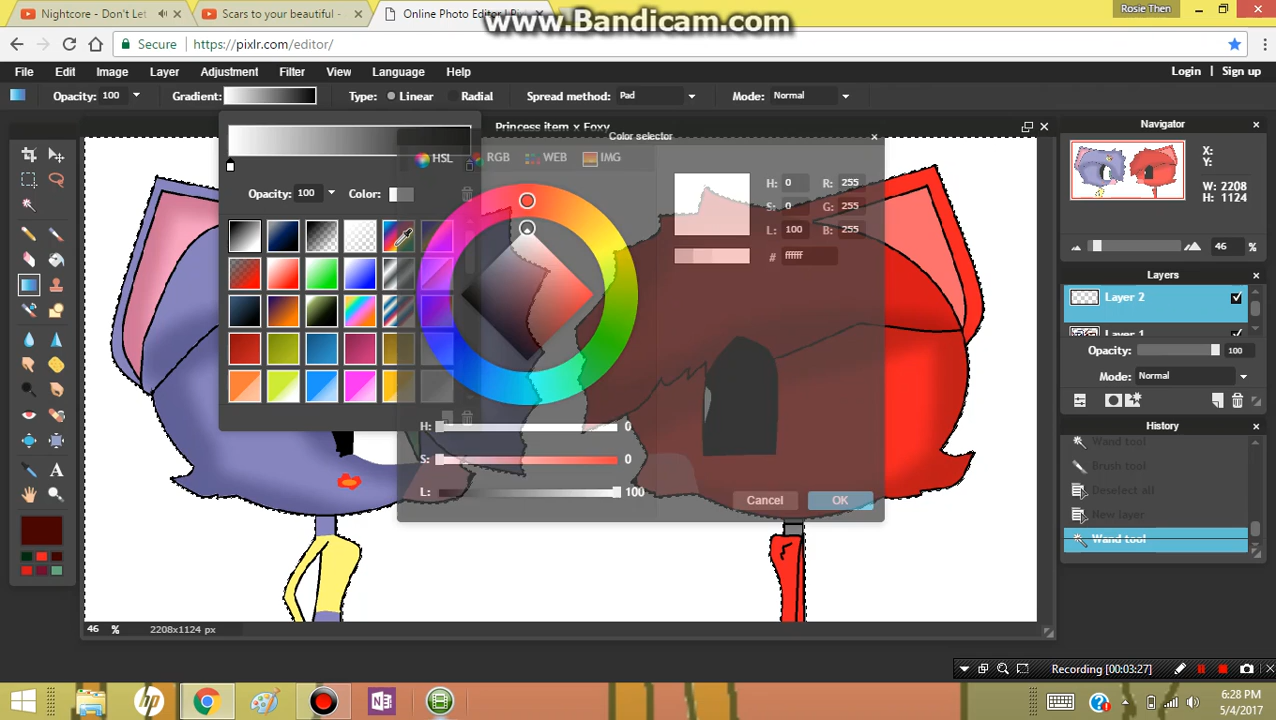 Nightcore - Don't Let
Scars to your beautiful -
Online Photo Editor | Pixlr
Rosie Then
www.Bandicam.com
Secure
https://pixlr.com/editor/
File Edit Image Layer Adjustment Filter View Language Help
Login Sign up
Opacity: 100 Gradient: Type: Linear Radial Spread method: Pad Mode: Normal
Princess item x Foxy
Color selector
HSL RGB WEB IMG
Opacity: 100 Color:
H: 0 R: 255
S: 0 G: 255
L: 100 B: 255
# ffffff
H: 0
S: 0
L: 100
Cancel OK
Navigator
X:
Y:
W: 2208
H: 1124
46 %
Layers
Layer 2
Layer 1
Opacity: 100
Mode: Normal
History
Wand tool
Brush tool
Deselect all
New layer
Wand tool
46 % 2208x1124 px
Recording [00:03:27]
6:28 PM
5/4/2017